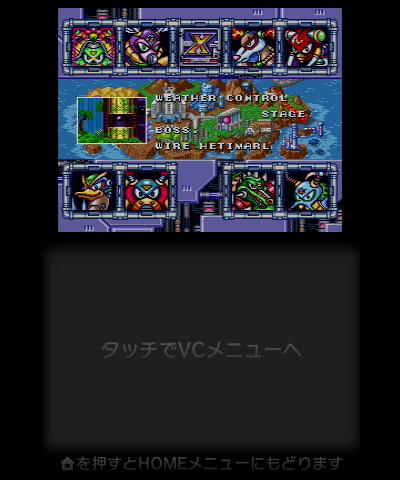 WEATHER CONTROL
STAGE
BOSS:
WIRE HETIMARL
タッチでVCメニューへ
を押すとHOMEメニューにもどります